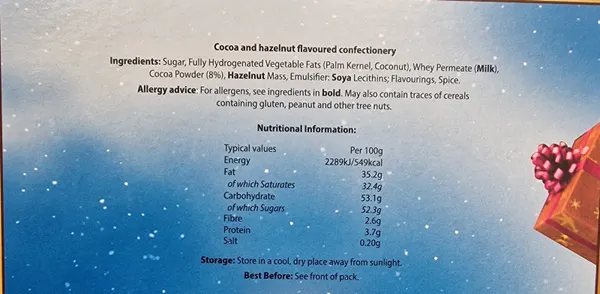 Cocoa and hazelnut flavoured confectionery
Ingredients: Sugar, Fully Hydrogenated Vegetable Fats (Palm Kernel, Coconut), Whey Permeate (Milk),
Cocoa Powder (8%), Hazelnut Mass, Emulsifier: Soya Lecithins; Flavourings, Spice.
Allergy advice: For allergens, see ingredients in bold. May also contain traces of cereals
containing gluten, peanut and other tree nuts.
Nutritional Information:
Typical values Per 100g
Energy 2289kJ/549kcal
Fat 35.2g
of which Saturates 32.4g
Carbohydrate 53.1g
of which Sugars 52.3g
Fibre 2.6g
Protein 3.7g
Salt 0.20g
Storage: Store in a cool, dry place away from sunlight.
Best Before: See front of pack.